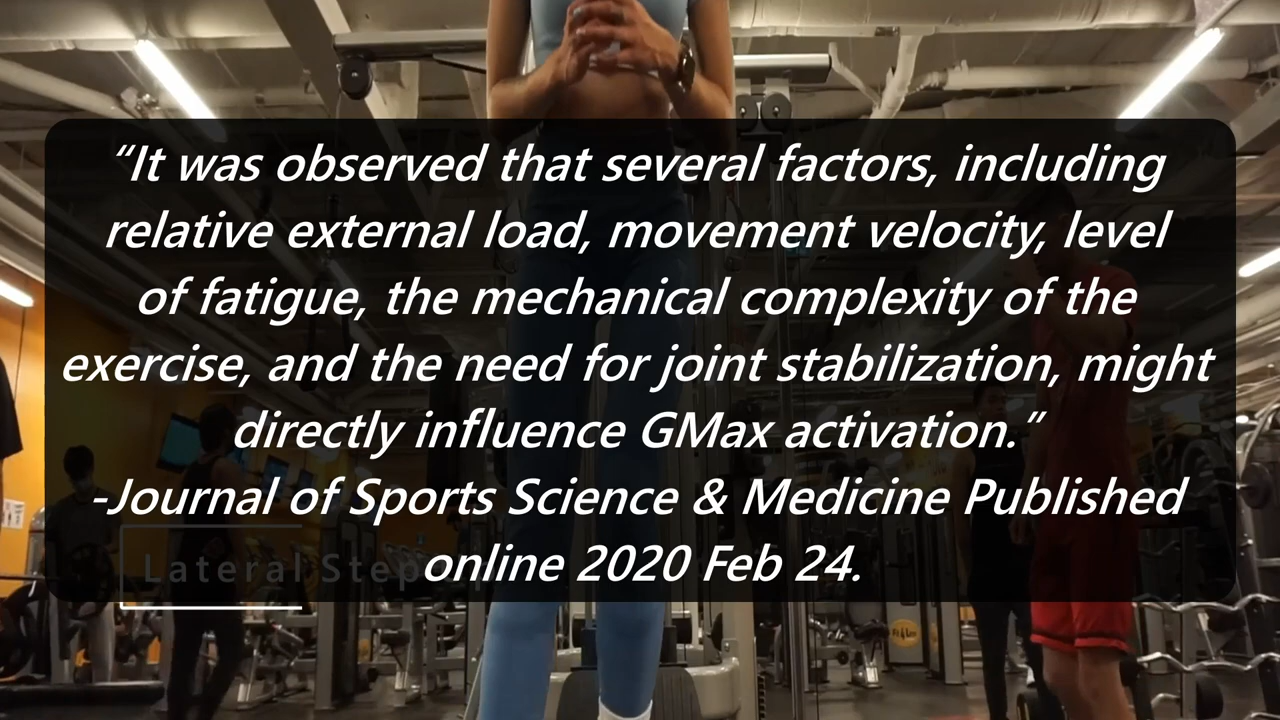 “It was observed that several factors, including
relative external load, movement velocity, level
of fatigue, the mechanical complexity of the
exercise, and the need for joint stabilization, might
directly influence GMax activation.”
-Journal of Sports Science & Medicine Published
online 2020 Feb 24.
Lateral Step